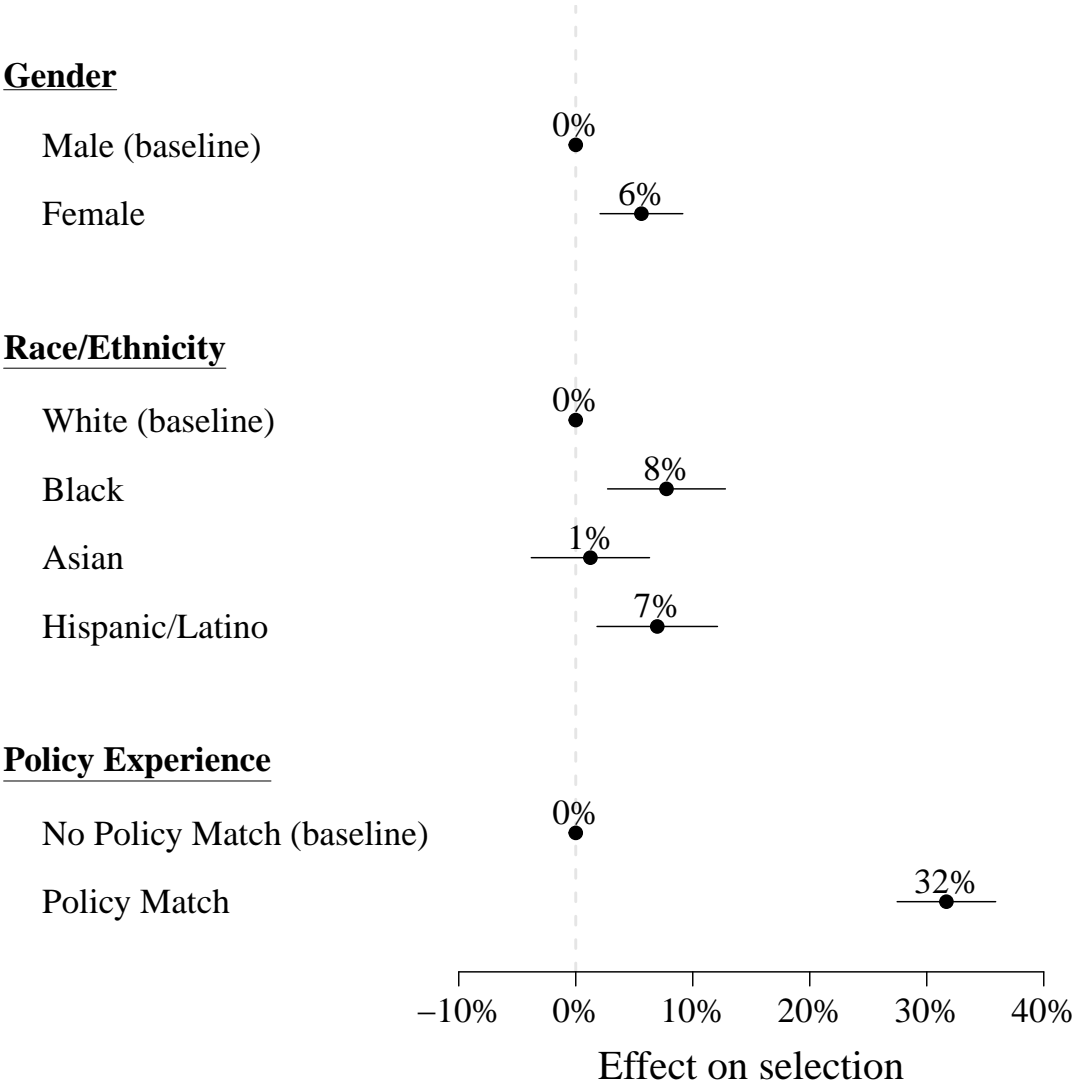 Gender
0%
Male (baseline)
6%
Female
Race/Ethnicity
0%
White (baseline)
8%
Black
1%
Asian
7%
Hispanic/Latino
Policy Experience
0%
No Policy Match (baseline)
32%
Policy Match
−10% 0% 10% 20% 30% 40%
Effect on selection